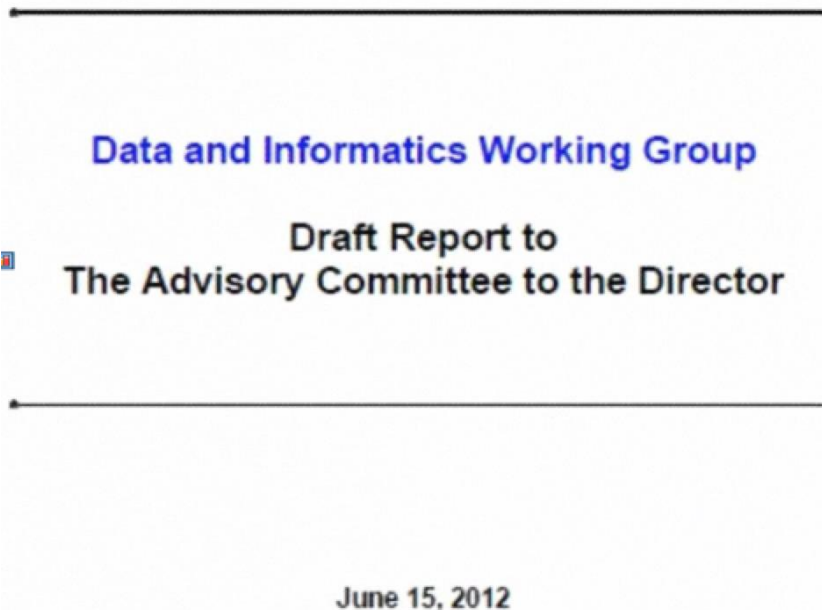 Data and Informatics Working Group
Draft Report to
The Advisory Committee to the Director
June 15, 2012